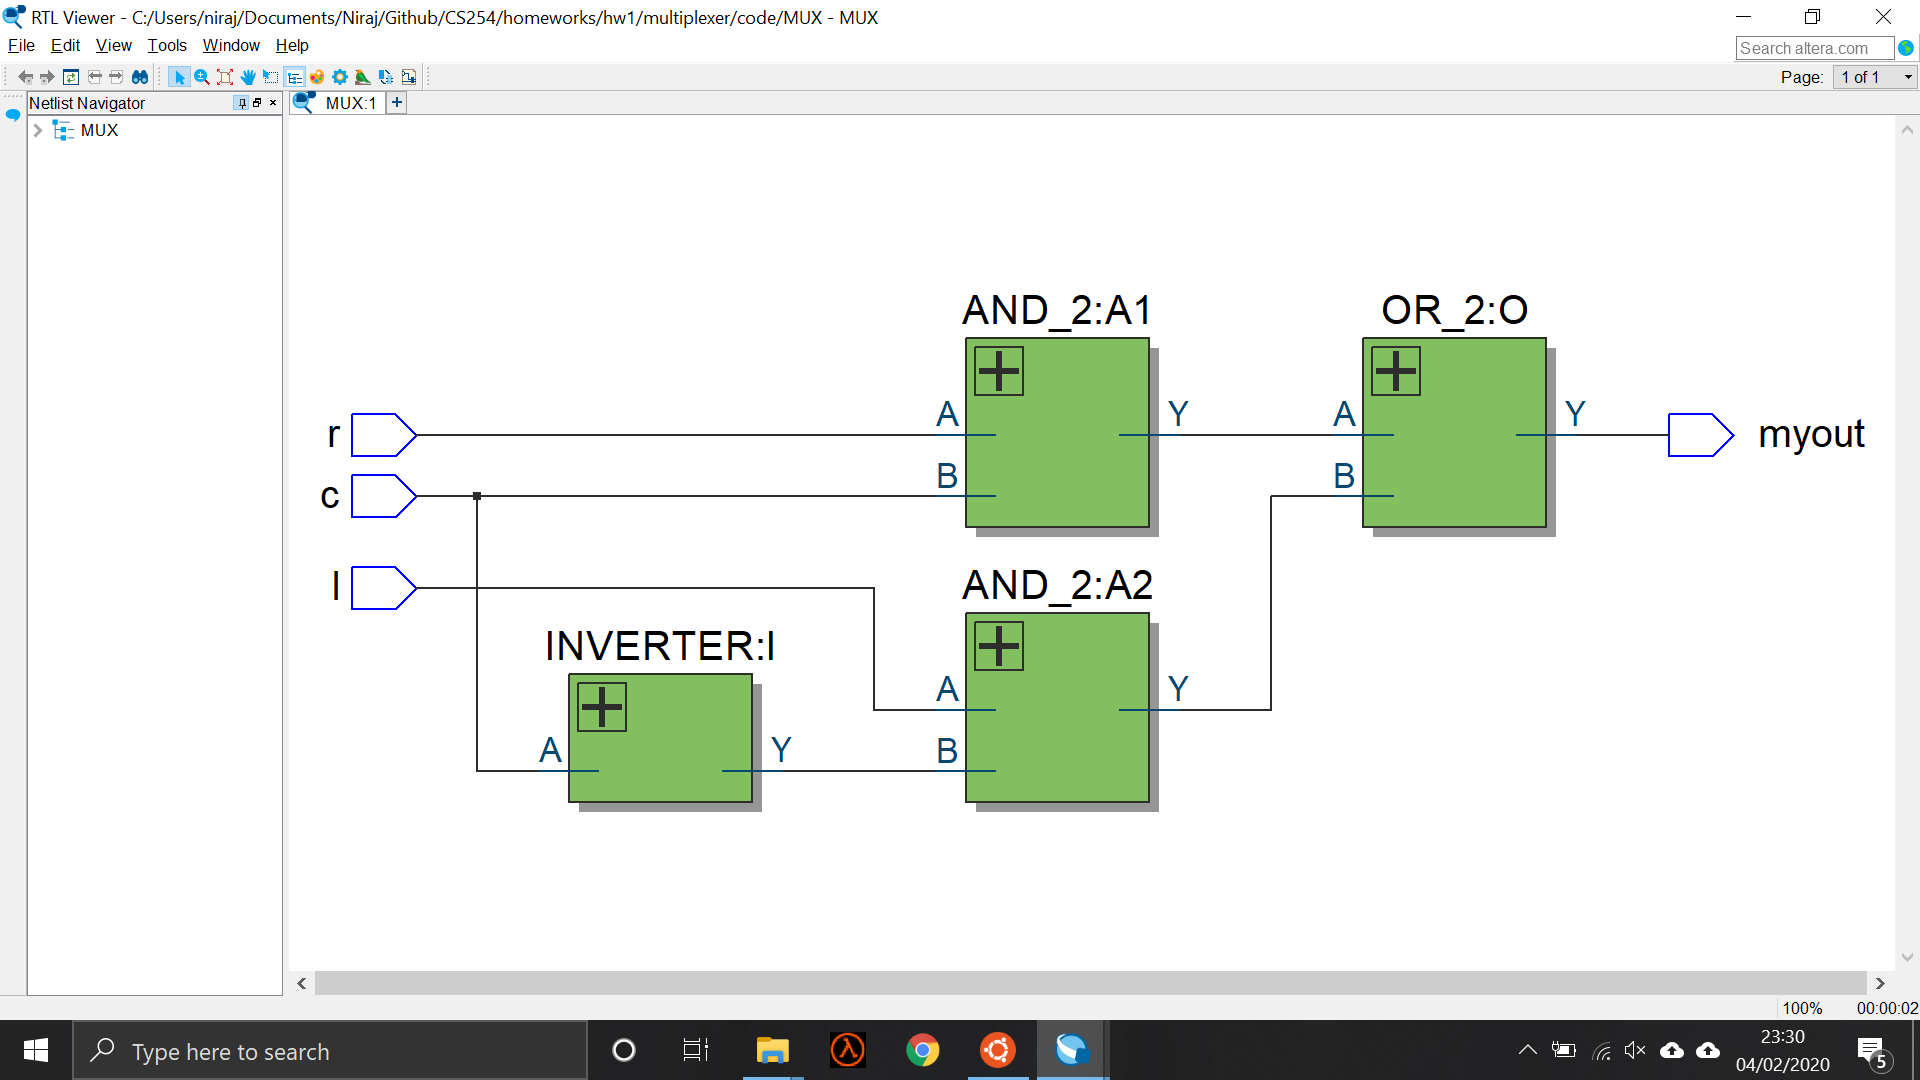 RTL Viewer - C:/Users/niraj/Documents/Niraj/Github/CS254/homeworks/hw1/multiplexer/code/MUX - MUX
File Edit View Tools Window Help
Search altera.com
Page: 1 of 1
Netlist Navigator
MUX:1
MUX
AND_2:A1
OR_2:O
r
A
Y
A
Y
myout
c
B
B
l
AND_2:A2
INVERTER:I
A
Y
A
Y
B
100% 00:00:02
Type here to search
23:30
04/02/2020
5